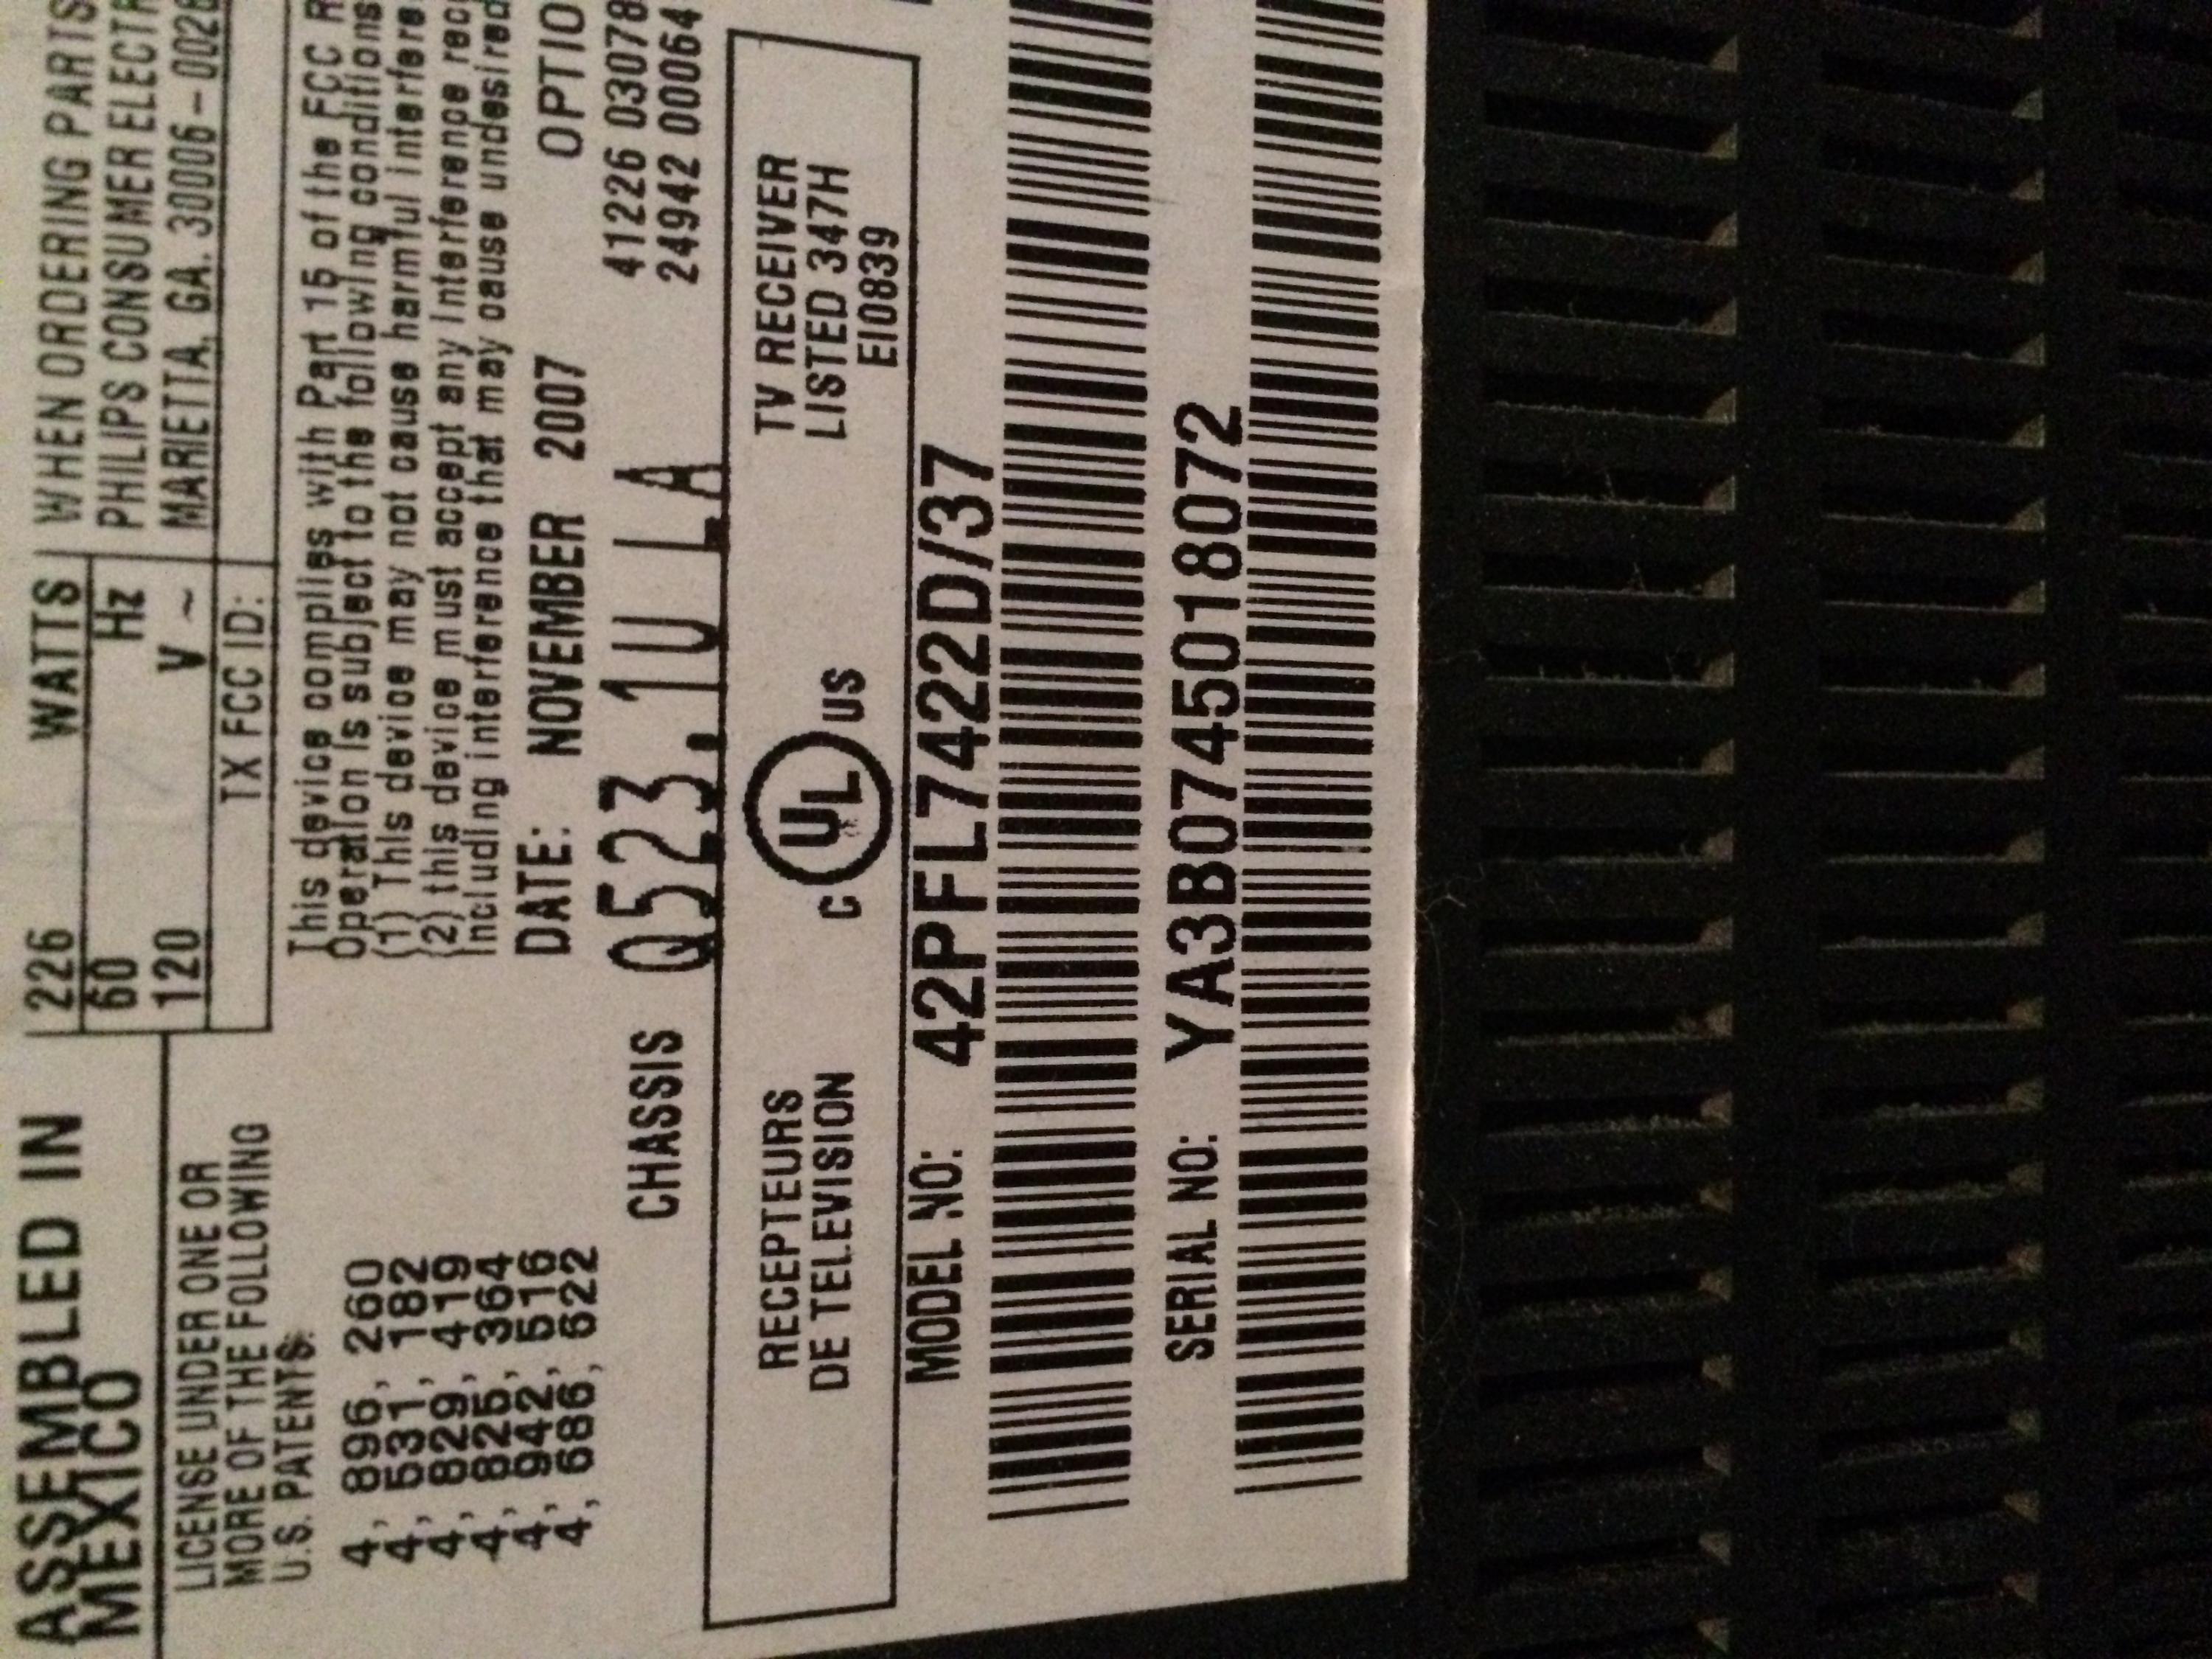 ASSEMBLED IN
MEXICO
226 WATTS
60 Hz
120 V ~
WHEN ORDERING PARTS
PHILIPS CONSUMER
MARIETTA, GA. 30006-0026
TX FCC ID:
LICENSE UNDER ONE OR
MORE OF THE FOLLOWING
U.S. PATENTS:
4, 896, 260
4, 531, 182
4, 829, 419
4, 825, 364
4, 942, 516
4, 686, 622
This device complies with Part 15 of the FCC
Operation is subject to the following conditions
(1) This device may not cause harmful interfere
(2) this device must accept any interference
including interference that may cause undesired
DATE: NOVEMBER 2007
OPTIO
CHASSIS Q523.1U LA
41226 03078
24942 00064
RECEPTEURS
DE TELEVISION
C UL US
TV RECEIVER
LISTED 347H
EI0839
MODEL NO: 42PFL7422D/37
SERIAL NO: YA3B0745018072